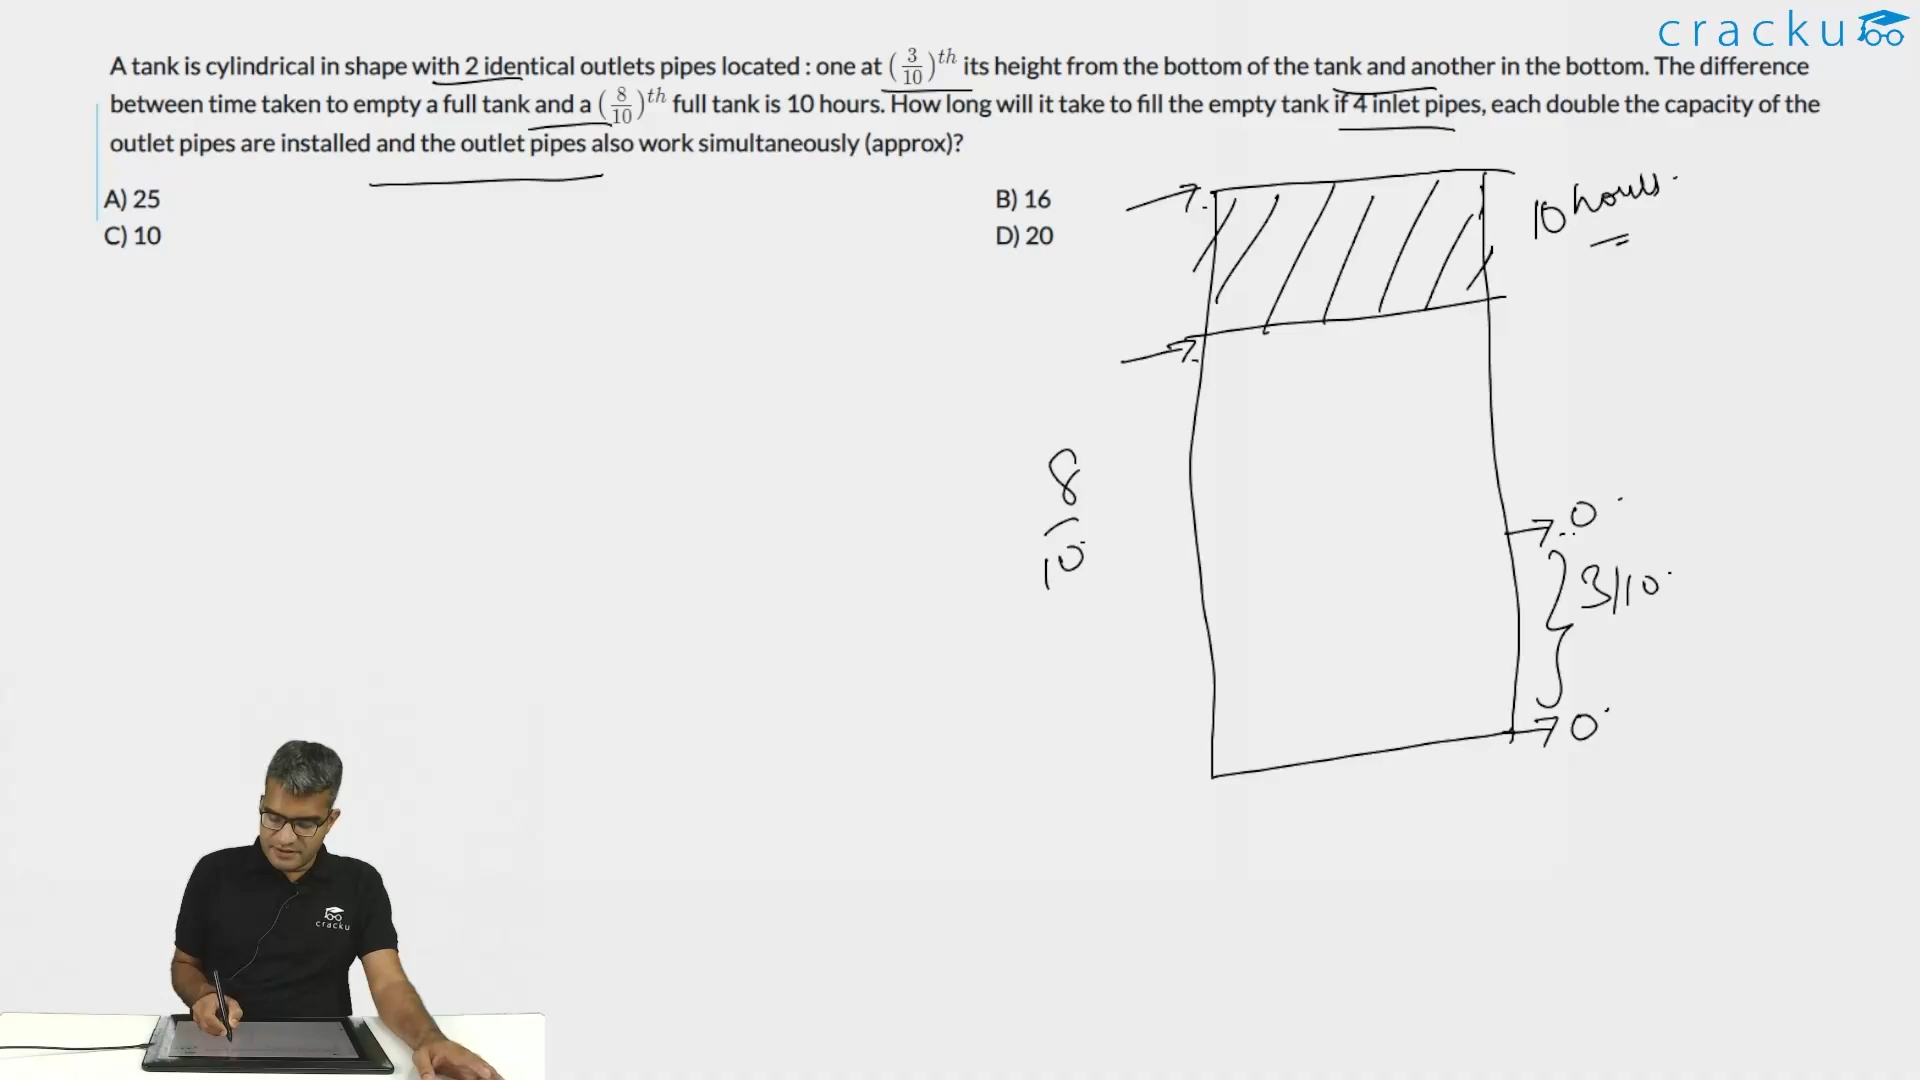 cracku
A tank is cylindrical in shape with 2 identical outlets pipes located : one at (3/10)^th its height from the bottom of the tank and another in the bottom. The difference
between time taken to empty a full tank and a (8/10)^th full tank is 10 hours. How long will it take to fill the empty tank if 4 inlet pipes, each double the capacity of the
outlet pipes are installed and the outlet pipes also work simultaneously (approx)?
A) 25
B) 16
C) 10
D) 20
10 hours
8/10
O
3/10
O
cracku